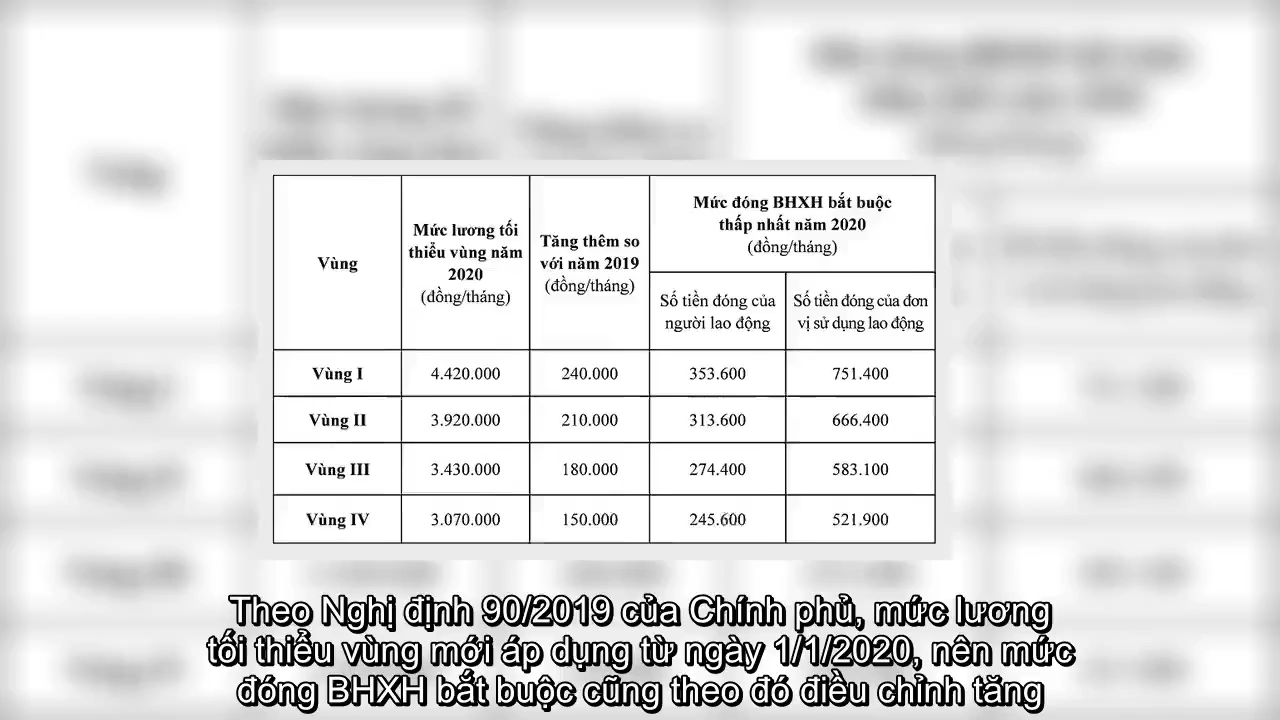 Vùng
Mức lương tối
thiểu vùng năm
2020
(đồng/tháng)
Tăng thêm so
với năm 2019
(đồng/tháng)
Mức đóng BHXH bắt buộc
thấp nhất năm 2020
(đồng/tháng)
Số tiền đóng của
người lao động
Số tiền đóng của đơn
vị sử dụng lao động
Vùng I 4.420.000 240.000 353.600 751.400
Vùng II 3.920.000 210.000 313.600 666.400
Vùng III 3.430.000 180.000 274.400 583.100
Vùng IV 3.070.000 150.000 245.600 521.900
Theo Nghị định 90/2019 của Chính phủ, mức lương
tối thiểu vùng mới áp dụng từ ngày 1/1/2020, nên mức
đóng BHXH bắt buộc cũng theo đó điều chỉnh tăng